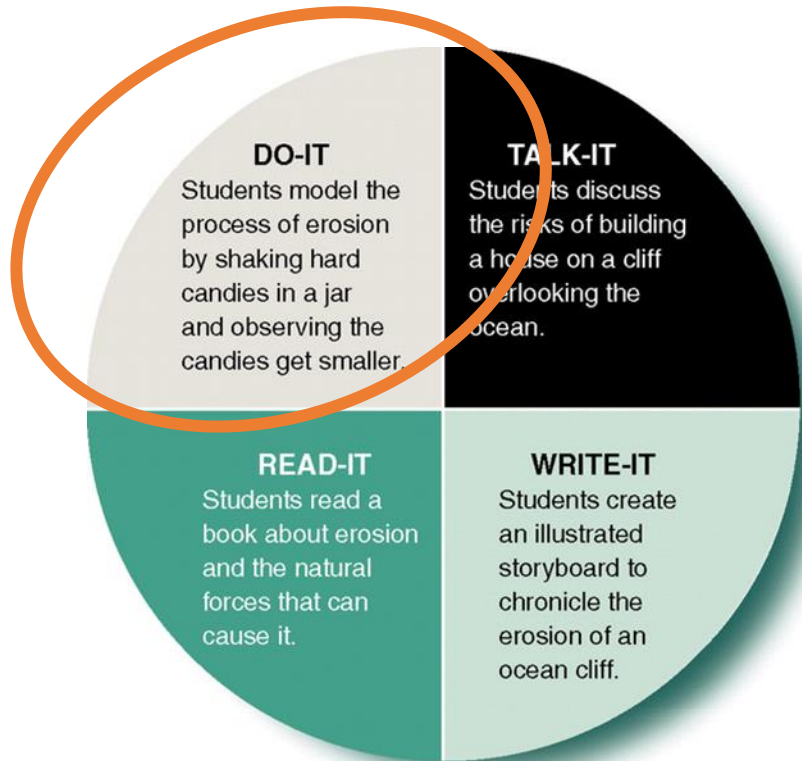 DO-IT
Students model the
process of erosion
by shaking hard
candies in a jar
and observing the
candies get smaller.
TALK-IT
Students discuss
the risks of building
a house on a cliff
overlooking the
ocean.
READ-IT
Students read a
book about erosion
and the natural
forces that can
cause it.
WRITE-IT
Students create
an illustrated
storyboard to
chronicle the
erosion of an
ocean cliff.